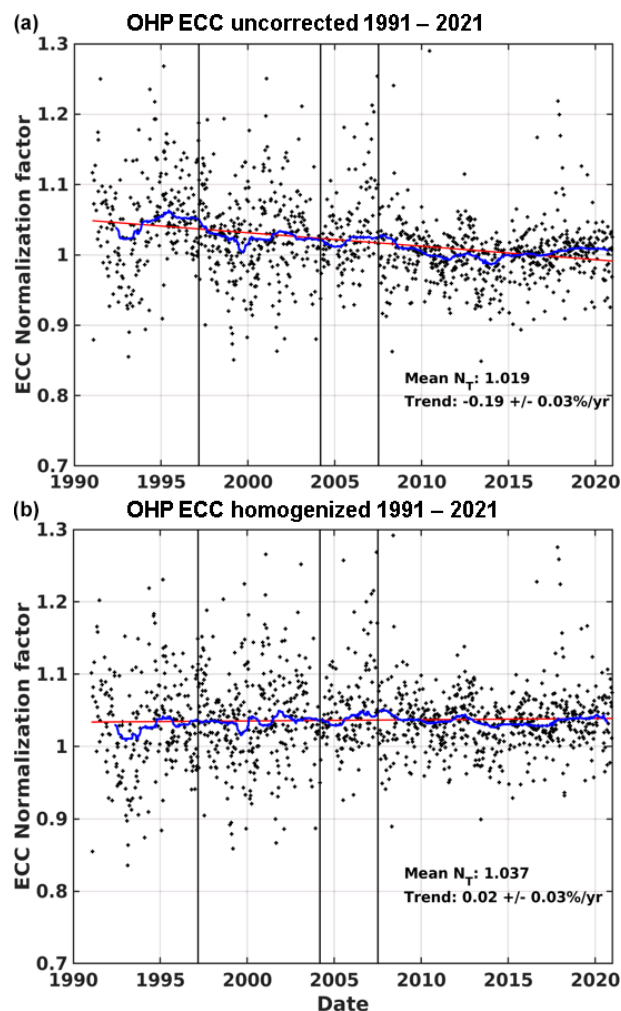 (a) OHP ECC uncorrected 1991 – 2021
1.3
1.2
1.1
1
0.9
0.8
0.7
ECC Normalization factor
Mean N_T: 1.019
Trend: -0.19 +/- 0.03%/yr
1990 1995 2000 2005 2010 2015 2020
(b) OHP ECC homogenized 1991 – 2021
1.3
1.2
1.1
1
0.9
0.8
0.7
ECC Normalization factor
Mean N_T: 1.037
Trend: 0.02 +/- 0.03%/yr
1990 1995 2000 2005 2010 2015 2020
Date